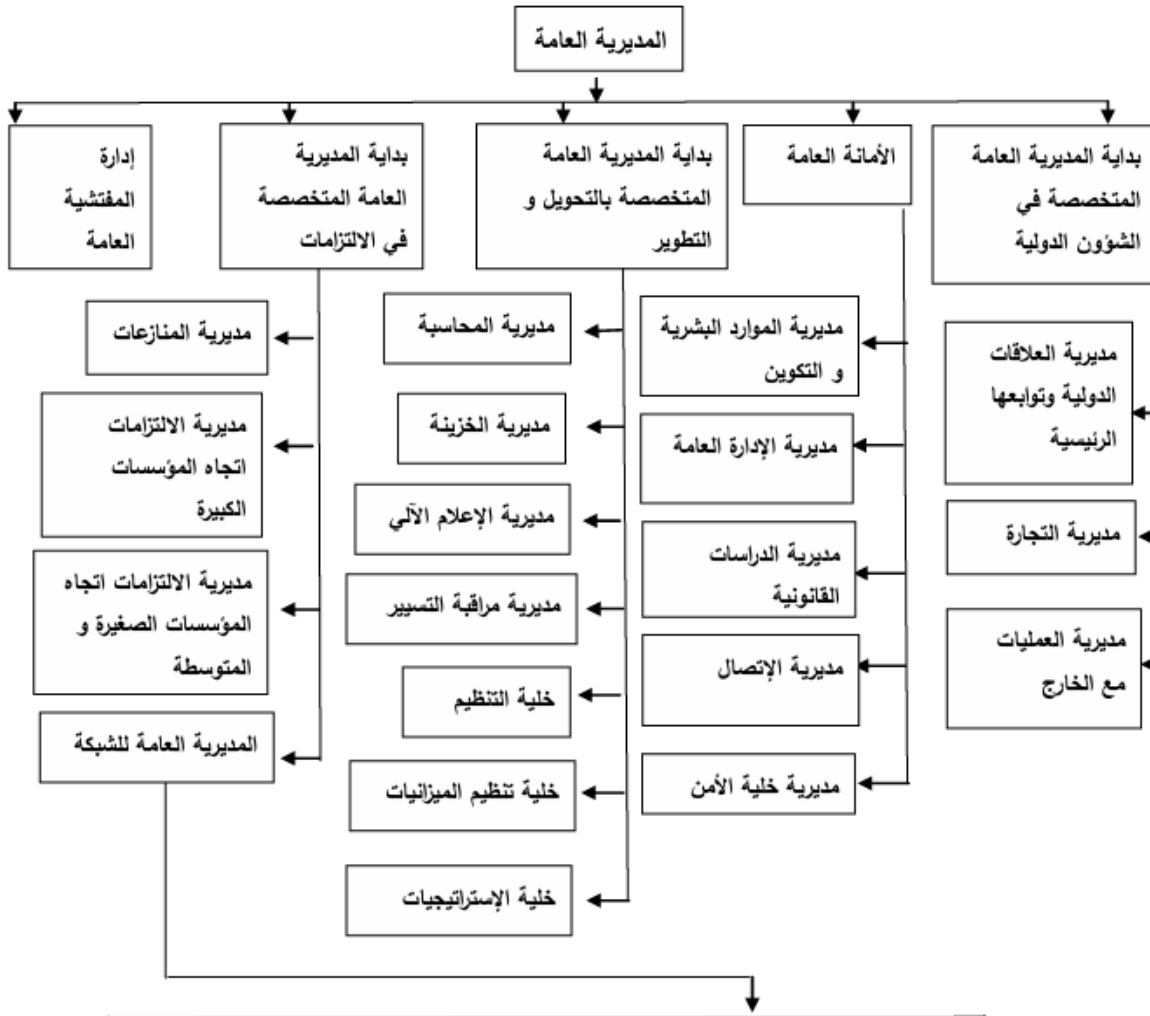 المديرية العامة
بداية المديرية العامة
المتخصصة في
الشؤون الدولية
الأمانة العامة
بداية المديرية العامة
المتخصصة بالتحويل و
التطوير
بداية المديرية
العامة المتخصصة
في الالتزامات
إدارة
المفتشية
العامة
مديرية العلاقات
الدولية وتوابعها
الرئيسية
مديرية التجارة
مديرية العمليات
مع الخارج
مديرية الموارد البشرية
و التكوين
مديرية الإدارة العامة
مديرية الدراسات
القانونية
مديرية الإتصال
مديرية خلية الأمن
مديرية المحاسبة
مديرية الخزينة
مديرية الإعلام الآلي
مديرية مراقبة التسيير
خلية التنظيم
خلية تنظيم الميزانيات
خلية الإستراتيجيات
مديرية المنازعات
مديرية الالتزامات
اتجاه المؤسسات
الكبيرة
مديرية الالتزامات اتجاه
المؤسسات الصغيرة و
المتوسطة
المديرية العامة للشبكة